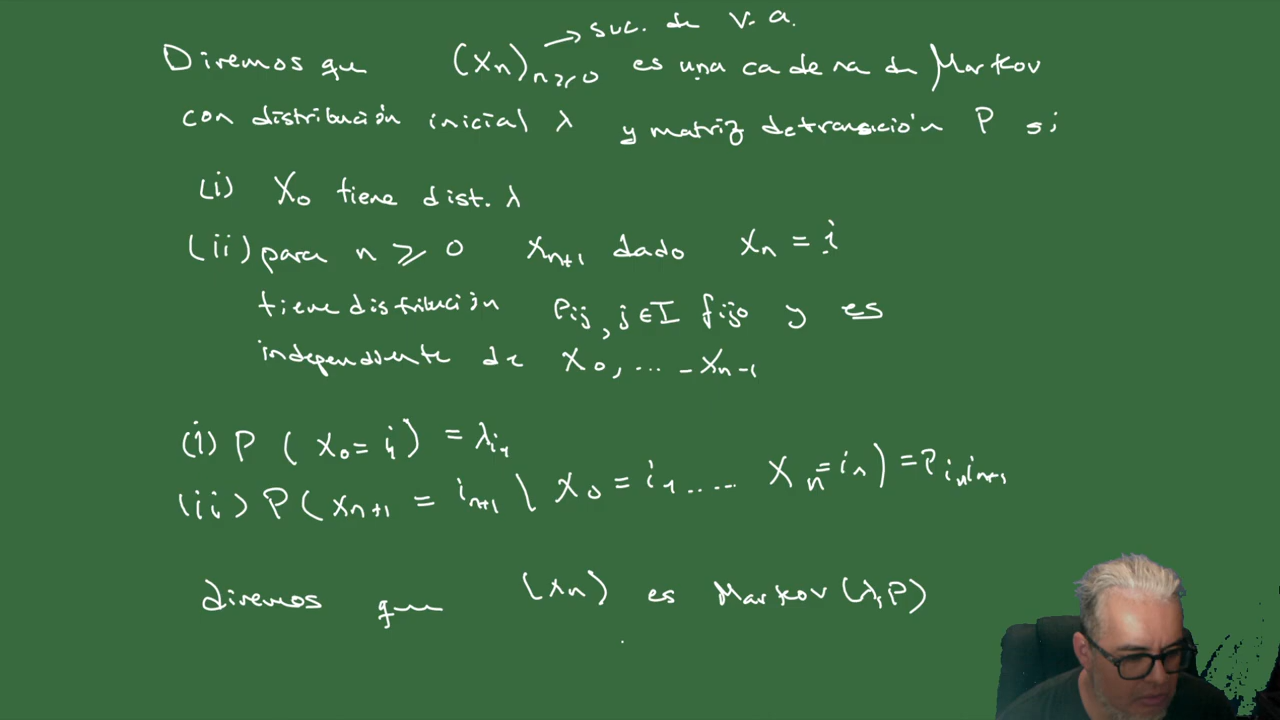 → suc. de v. a.
Diremos que (Xn)n≥0 es una cadena de Markov
con distribución inicial λ y matriz de transición P si
(i) X0 tiene dist. λ
(ii) para n ≥ 0 Xn+1 dado Xn = i
tiene distribución Pij, j∈I fijo y es
independiente de X0, ... - Xn-1
(i) P ( X0 = i1 ) = λi1
(ii) P ( Xn+1 = in+1 | X0 = i1 ..... Xn = in ) = Pin in+1
diremos que (Xn) es Markov (λ, P)